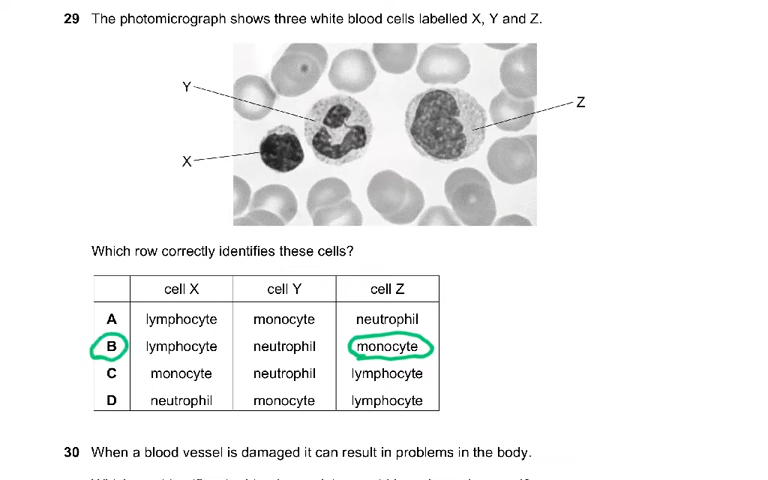 29 The photomicrograph shows three white blood cells labelled X, Y and Z.
Y
Z
X
Which row correctly identifies these cells?
cell X cell Y cell Z
A lymphocyte monocyte neutrophil
B lymphocyte neutrophil monocyte
C monocyte neutrophil lymphocyte
D neutrophil monocyte lymphocyte
30 When a blood vessel is damaged it can result in problems in the body.